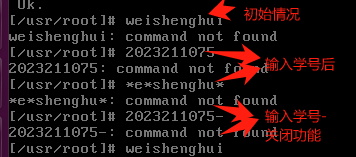 Ok.
[/usr/root]# weishenghui
初始情况
weishenghui: command not found
[/usr/root]# 2023211075
2023211075: command not found
输入学号后
[/usr/root]# *e*shenghu*
*e*shenghu*: command not found
[/usr/root]# 2023211075-
输入学号-
关闭功能
2023211075-: command not found
[/usr/root]# weishenghui